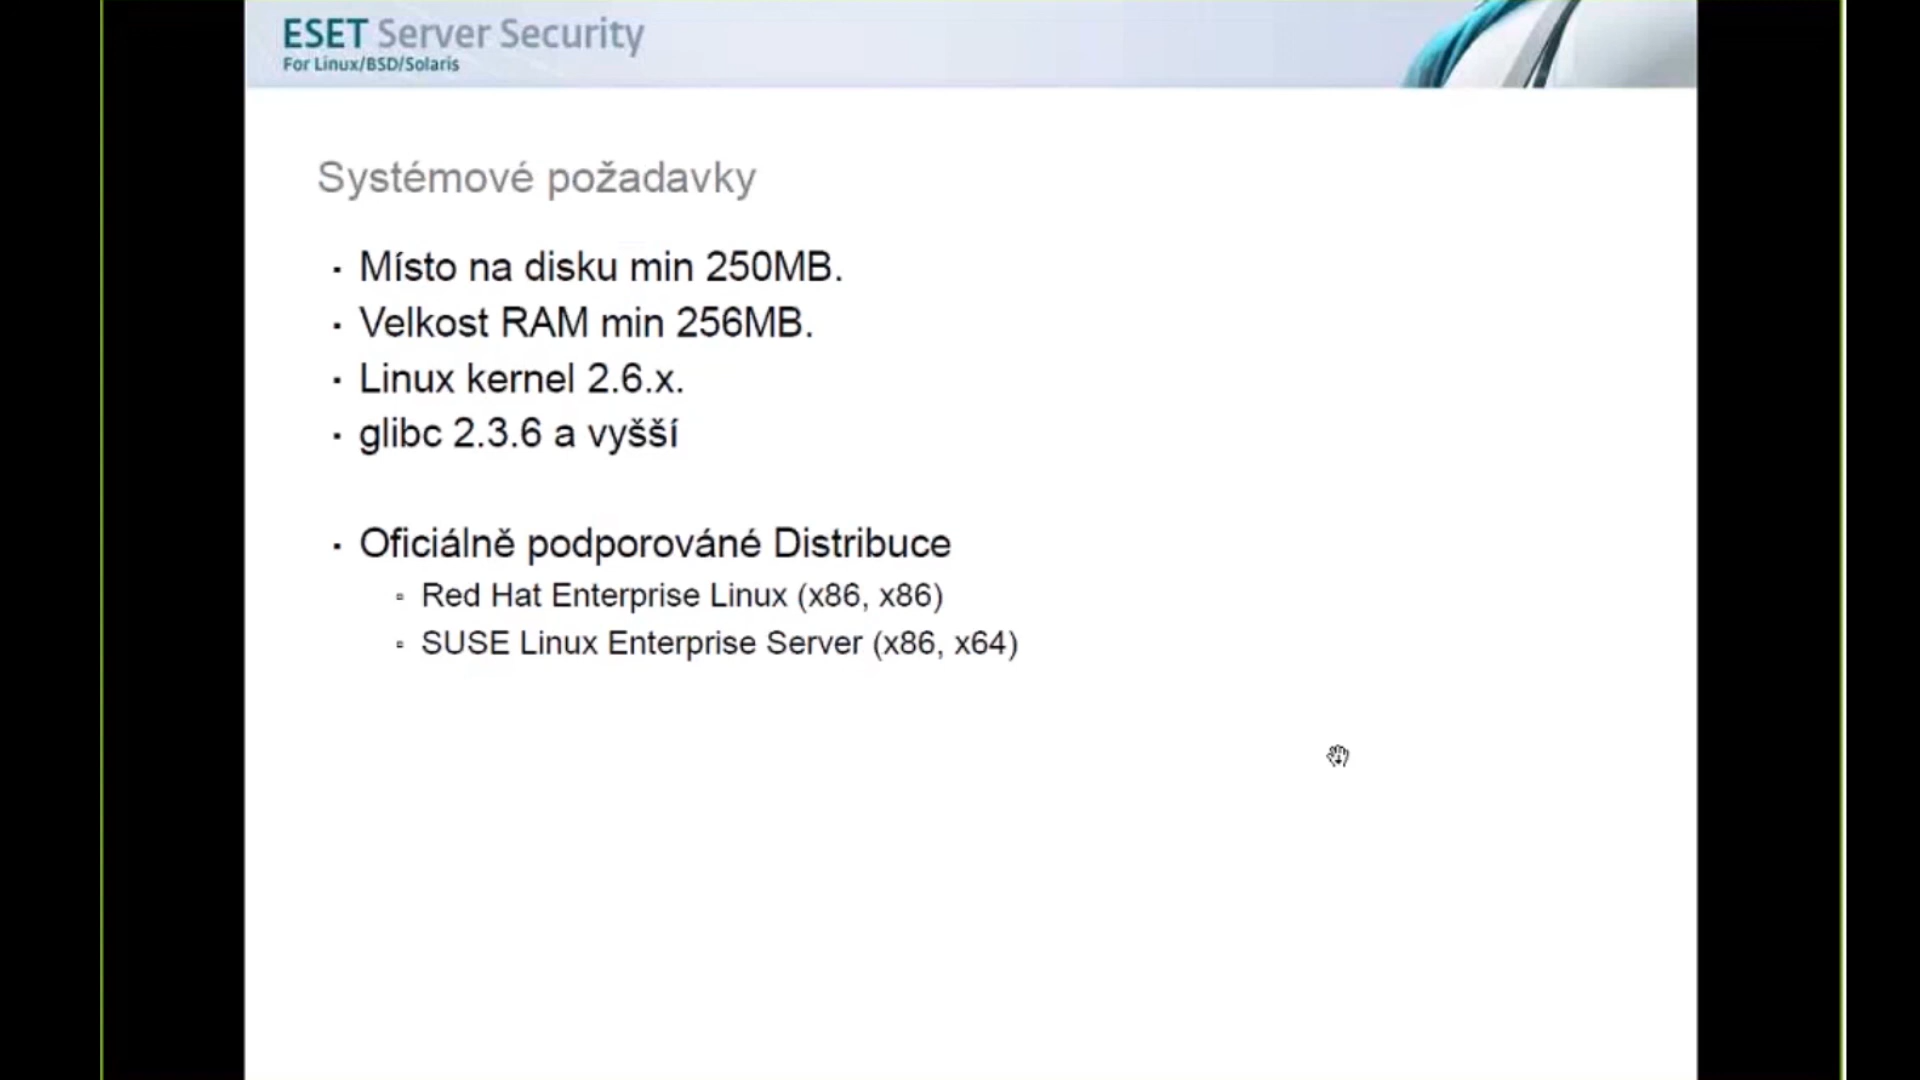 ESET Server Security
For Linux/BSD/Solaris
Systémové požadavky
· Místo na disku min 250MB.
· Velkost RAM min 256MB.
· Linux kernel 2.6.x.
· glibc 2.3.6 a vyšší
· Oficiálně podporováné Distribuce
▫ Red Hat Enterprise Linux (x86, x86)
▫ SUSE Linux Enterprise Server (x86, x64)